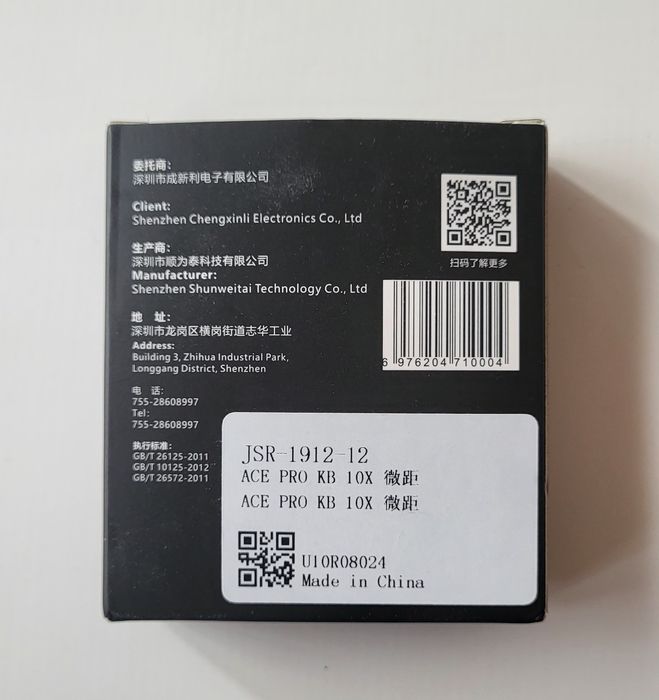 委托商：
深圳市成新利电子有限公司
Client:
Shenzhen Chengxinli Electronics Co., Ltd
生产商：
深圳市顺为泰科技有限公司
Manufacturer:
Shenzhen Shunweitai Technology Co., Ltd
地 址：
深圳市龙岗区横岗街道志华工业
Address:
Building 3, Zhihua Industrial Park,
Longgang District, Shenzhen
电 话：
755-28608997
Tel:
755-28608997
执行标准：
GB/T 26125-2011
GB/T 10125-2012
GB/T 26572-2011
扫码了解更多
6 976204 710004
JSR-1912-12
ACE PRO KB 10X 微距
ACE PRO KB 10X 微距
U10R08024
Made in China